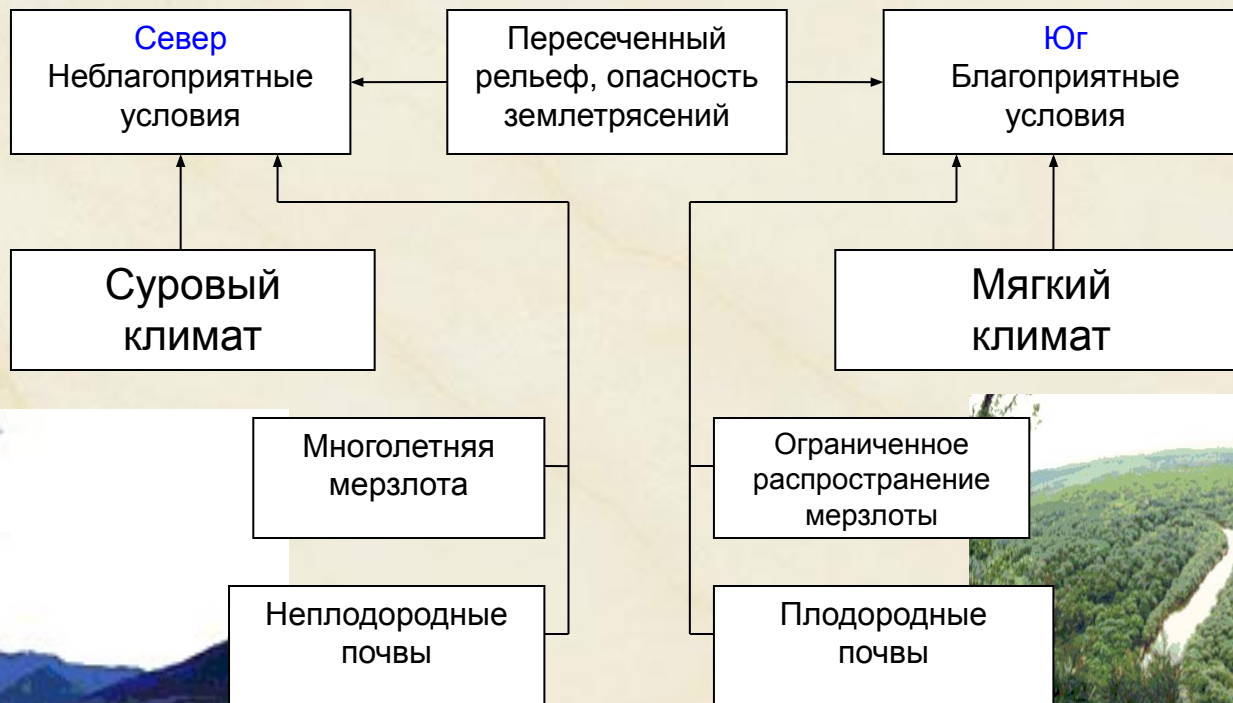 Север
Неблагоприятные
условия
Пересеченный
рельеф, опасность
землетрясений
Юг
Благоприятные
условия
Суровый
климат
Мягкий
климат
Многолетняя
мерзлота
Ограниченное
распространение
мерзлоты
Неплодородные
почвы
Плодородные
почвы